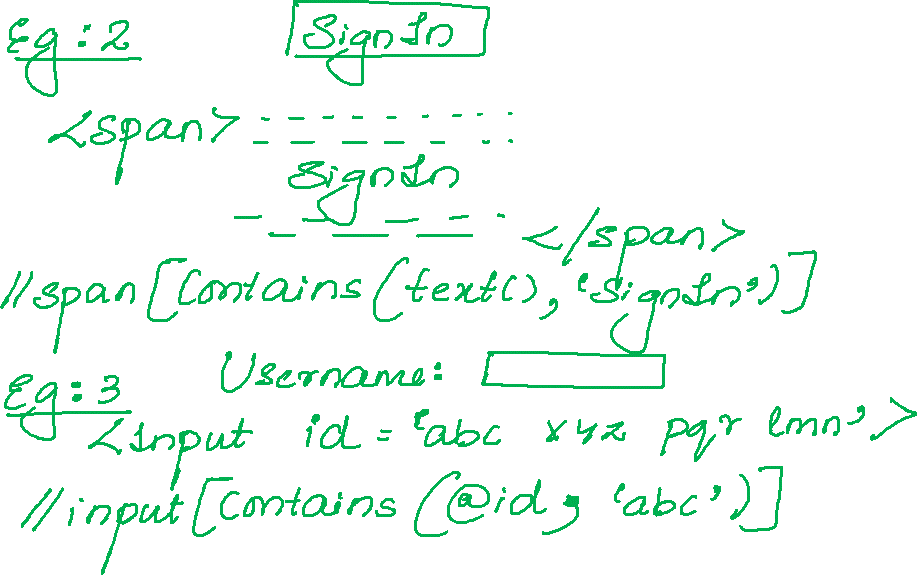 Eg:2 SignIn
<span>
SignIn
</span>
//span[Contains(text(), 'SignIn')]
Eg:3 Username:
<Input id = 'abc xyz pqr lmn'>
//input[Contains(@id, 'abc')]